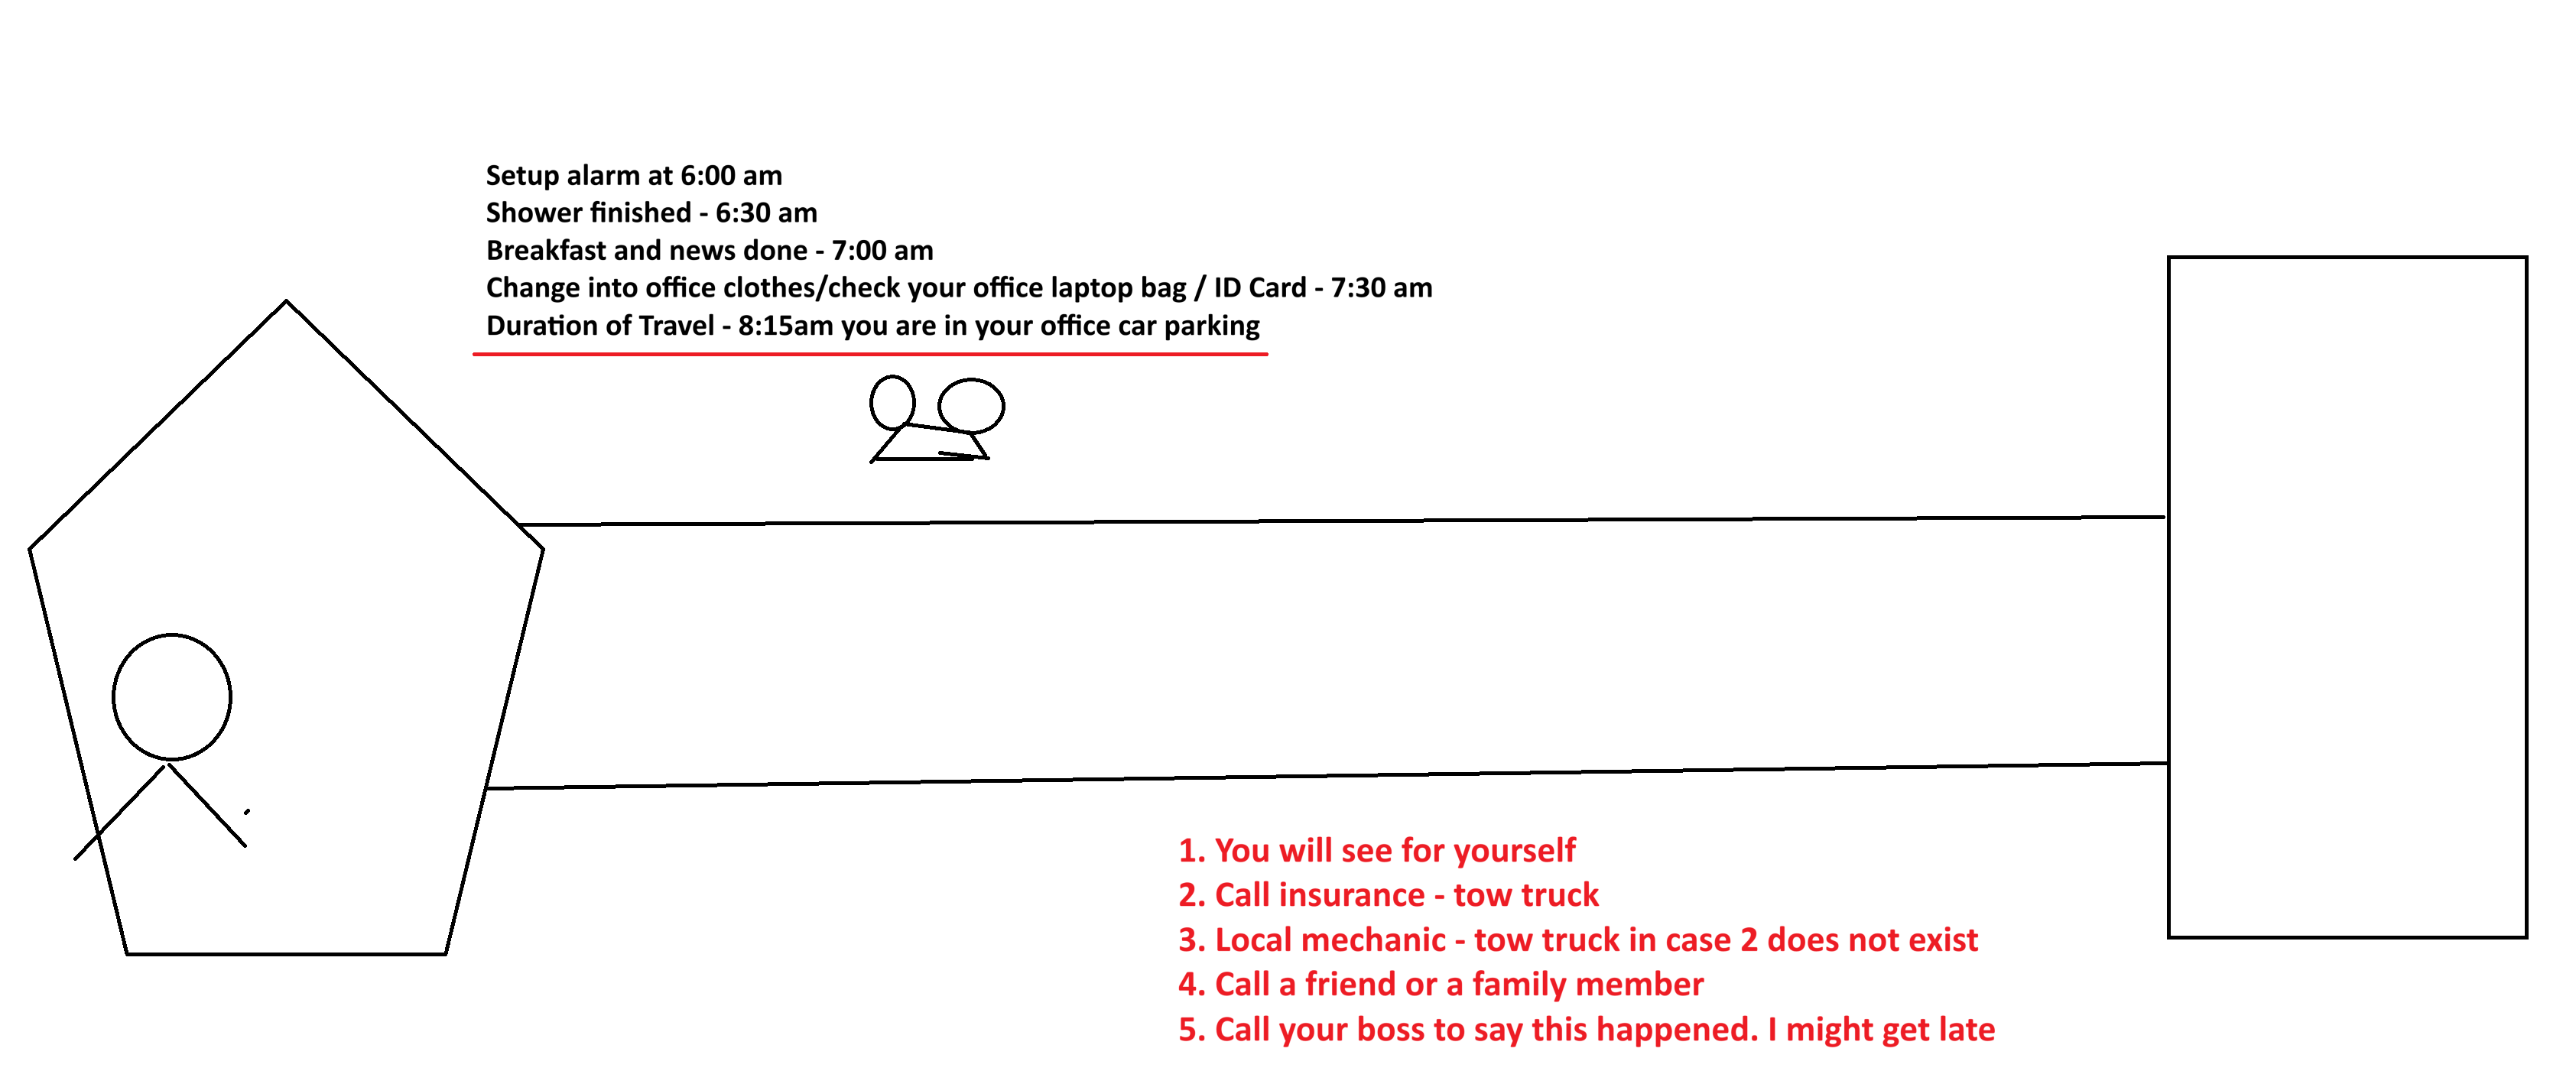 Setup alarm at 6:00 am
Shower finished - 6:30 am
Breakfast and news done - 7:00 am
Change into office clothes/check your office laptop bag / ID Card - 7:30 am
Duration of Travel - 8:15am you are in your office car parking
1. You will see for yourself
2. Call insurance - tow truck
3. Local mechanic - tow truck in case 2 does not exist
4. Call a friend or a family member
5. Call your boss to say this happened. I might get late